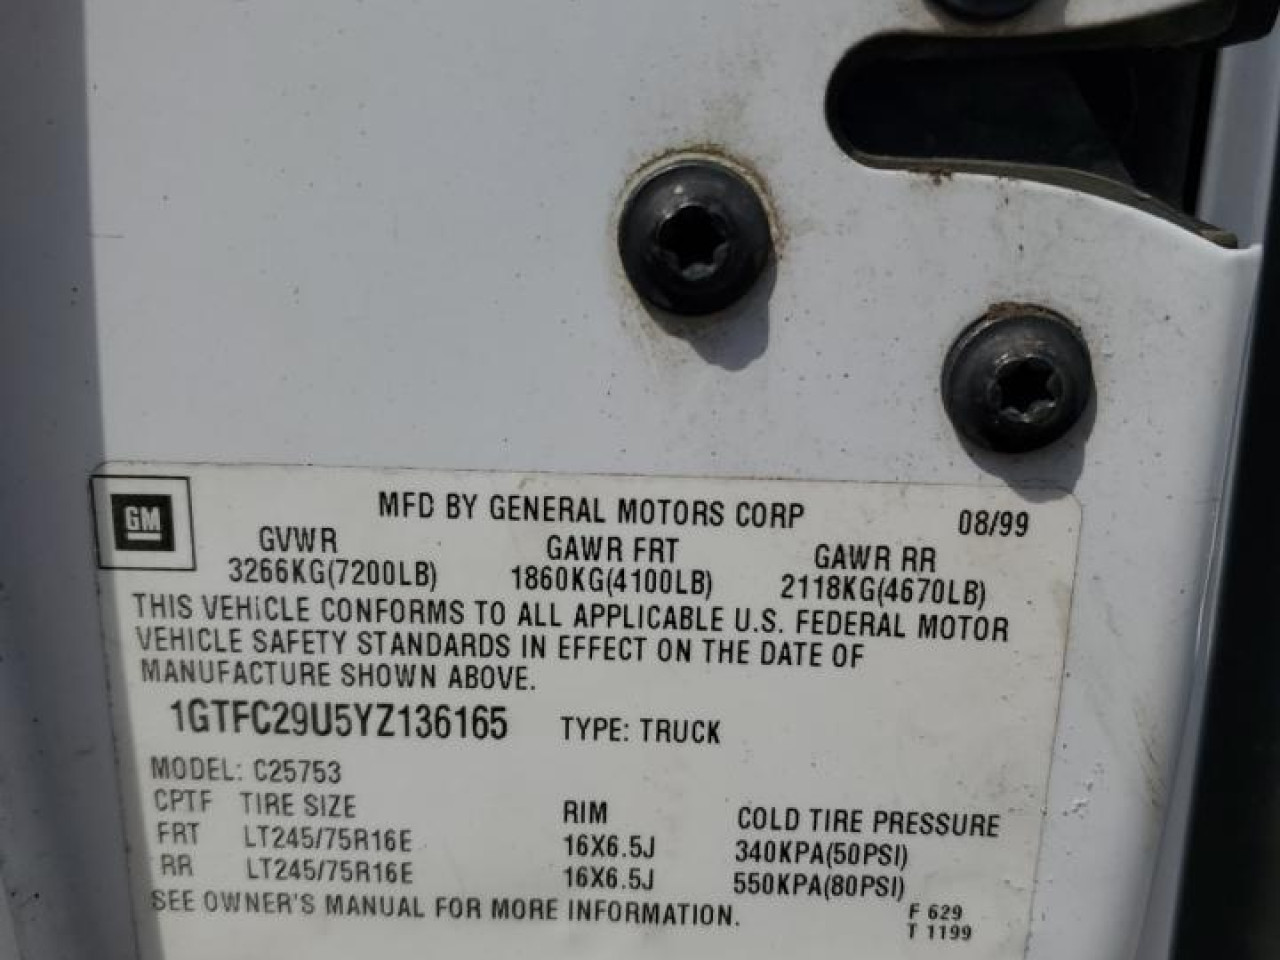 GM
MFD BY GENERAL MOTORS CORP 08/99
GVWR GAWR FRT GAWR RR
3266KG(7200LB) 1860KG(4100LB) 2118KG(4670LB)
THIS VEHICLE CONFORMS TO ALL APPLICABLE U.S. FEDERAL MOTOR
VEHICLE SAFETY STANDARDS IN EFFECT ON THE DATE OF
MANUFACTURE SHOWN ABOVE.
1GTFC29U5YZ136165 TYPE: TRUCK
MODEL: C25753
CPTF TIRE SIZE RIM COLD TIRE PRESSURE
FRT LT245/75R16E 16X6.5J 340KPA(50PSI)
RR LT245/75R16E 16X6.5J 550KPA(80PSI)
SEE OWNER'S MANUAL FOR MORE INFORMATION. F 629
T 1199